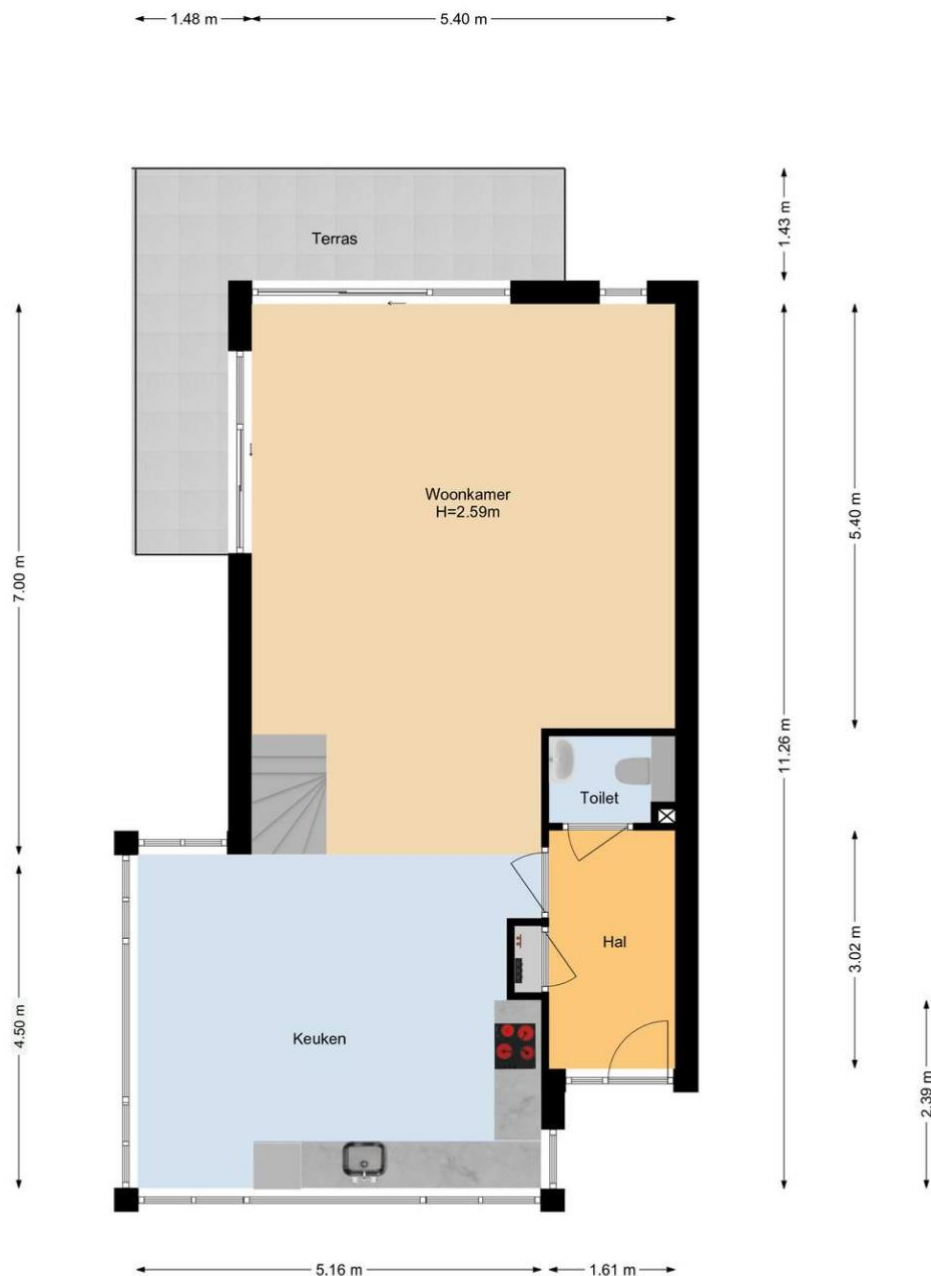 1.48 m
5.40 m
1.43 m
Terras
Woonkamer
H=2.59m
7.00 m
5.40 m
11.26 m
Toilet
Hal
3.02 m
4.50 m
Keuken
2.39 m
5.16 m
1.61 m